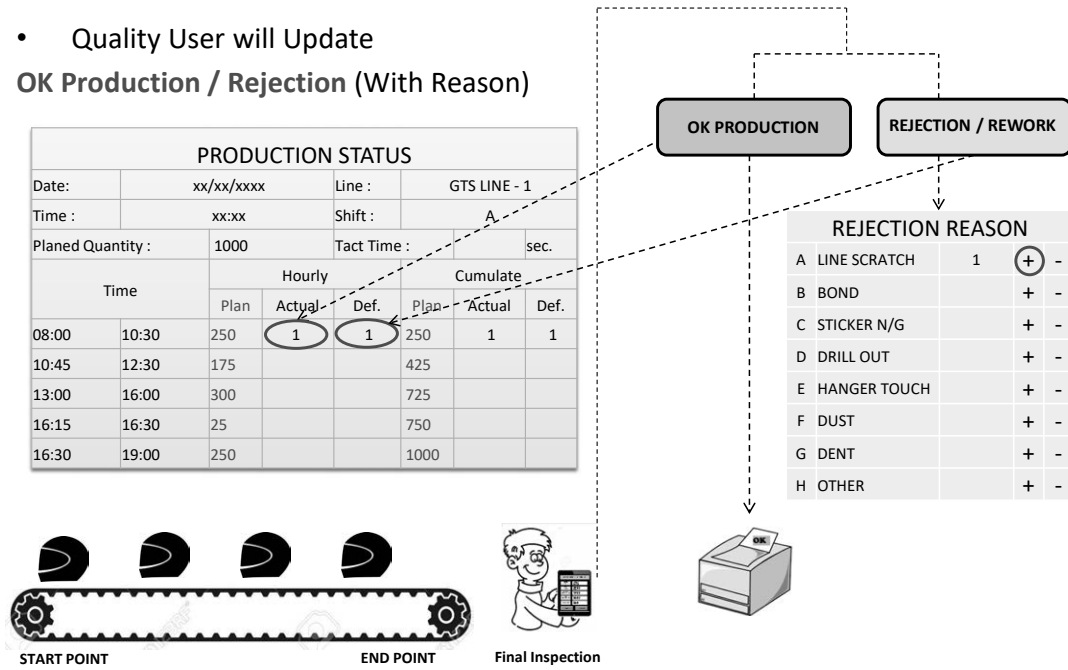 • Quality User will Update
OK Production / Rejection (With Reason)
OK PRODUCTION
REJECTION / REWORK
PRODUCTION STATUS
Date: xx/xx/xxxx Line : GTS LINE - 1
Time : xx:xx Shift : A
Planed Quantity : 1000 Tact Time : sec.
Time Hourly Cumulate
Plan Actual Def. Plan Actual Def.
08:00 10:30 250 1 1 250 1 1
10:45 12:30 175 425
13:00 16:00 300 725
16:15 16:30 25 750
16:30 19:00 250 1000
REJECTION REASON
A LINE SCRATCH 1 + -
B BOND + -
C STICKER N/G + -
D DRILL OUT + -
E HANGER TOUCH + -
F DUST + -
G DENT + -
H OTHER + -
OK
START POINT
END POINT
Final Inspection